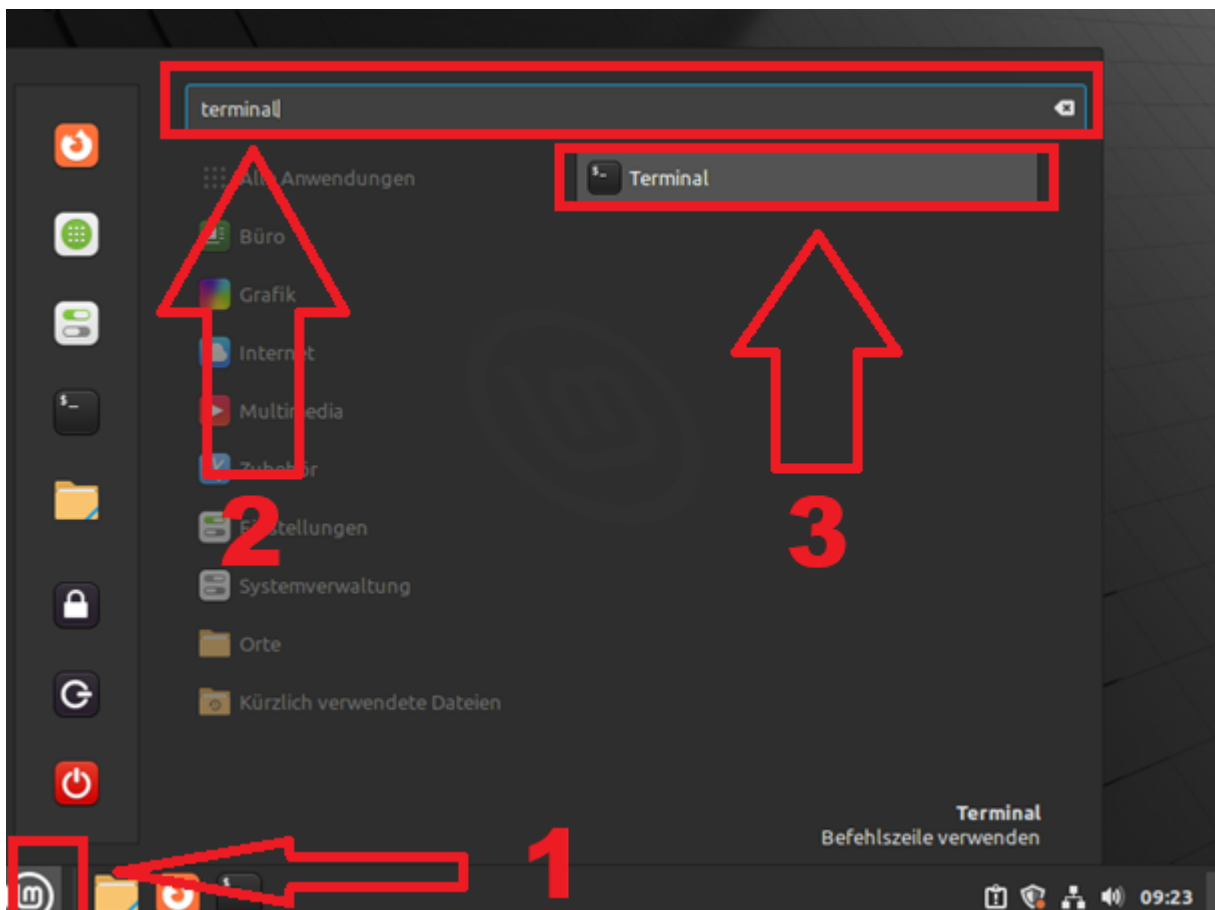 terminal
Terminal
Alle Anwendungen
Büro
Grafik
Internet
Multimedia
Zubehör
Einstellungen
Systemverwaltung
Orte
Kürzlich verwendete Dateien
2
3
Terminal
Befehlszeile verwenden
1
09:23